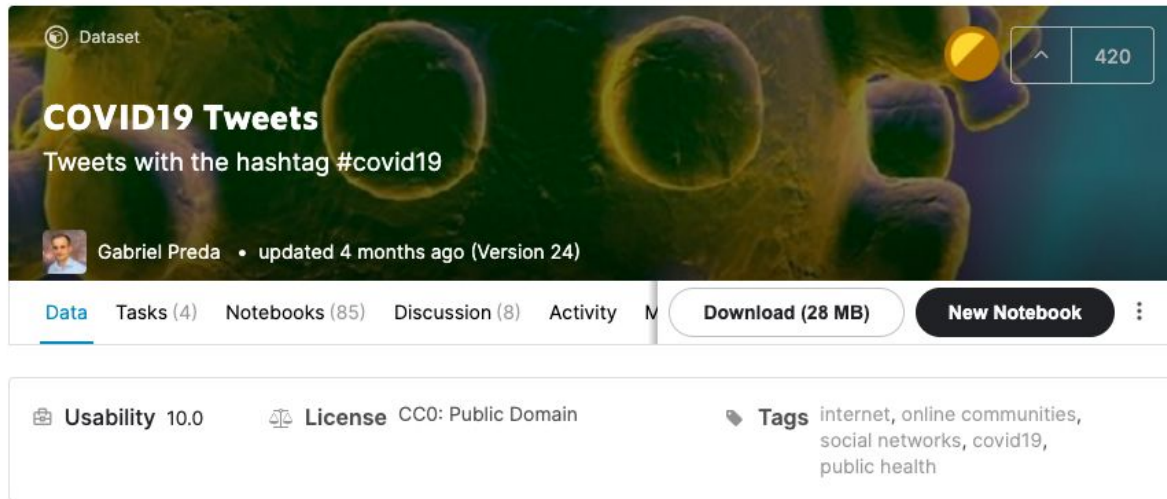 Dataset
420
COVID19 Tweets
Tweets with the hashtag #covid19
Gabriel Preda • updated 4 months ago (Version 24)
Data Tasks (4) Notebooks (85) Discussion (8) Activity M Download (28 MB) New Notebook
Usability 10.0 License CC0: Public Domain Tags internet, online communities,
social networks, covid19,
public health